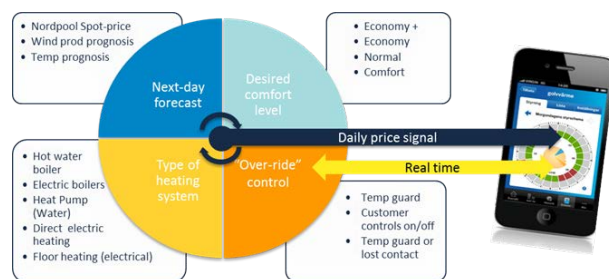 Nordpool Spot-price
Wind prod prognosis
Temp prognosis
Next-day
forecast
Desired
comfort
level
Economy +
Economy
Normal
Comfort
Daily price signal
Real time
Hot water
boiler
Electric boilers
Heat Pump
(Water)
Direct electric
heating
Floor heating (electrical)
Type of
heating
system
"Over-ride"
control
Temp guard
Customer
controls on/off
Temp guard or
lost contact